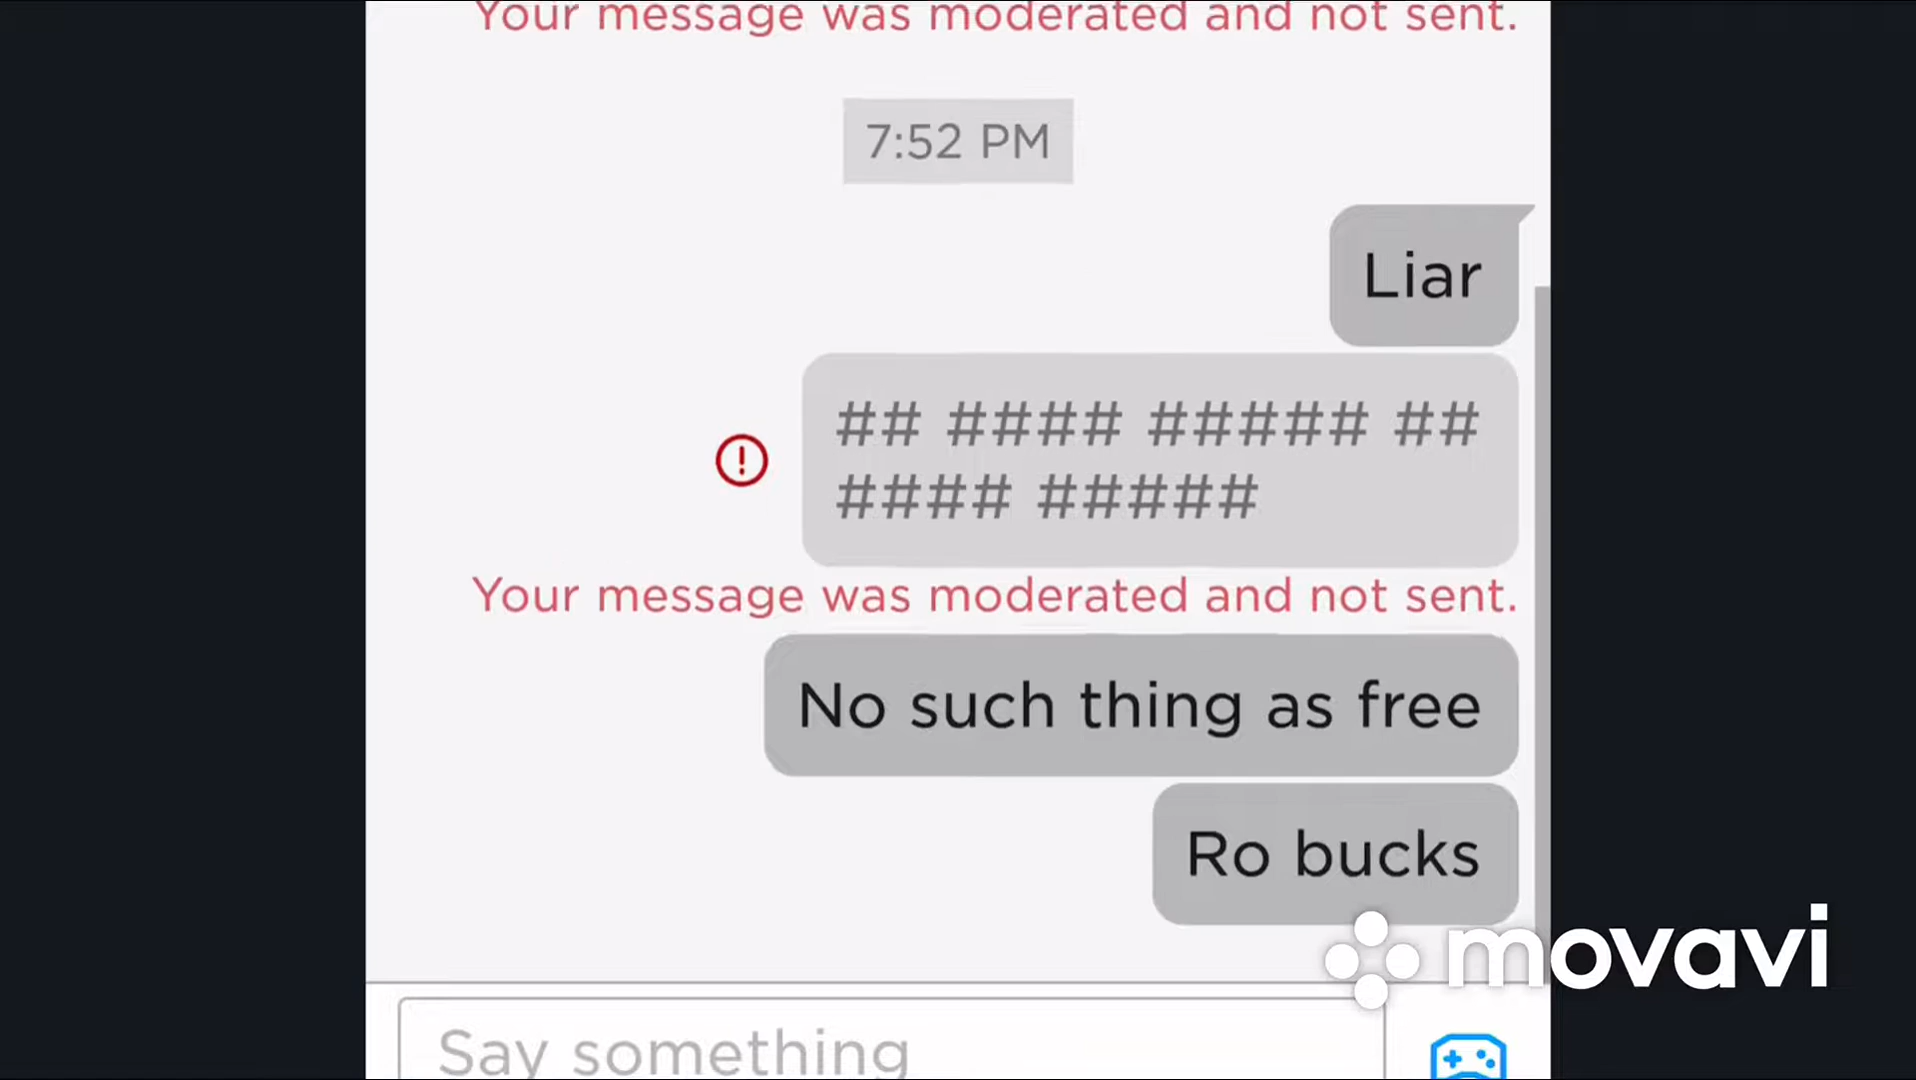 Your message was moderated and not sent.
7:52 PM
Liar
## #### ##### ##
#### #####
Your message was moderated and not sent.
No such thing as free
Ro bucks
movavi
Say something